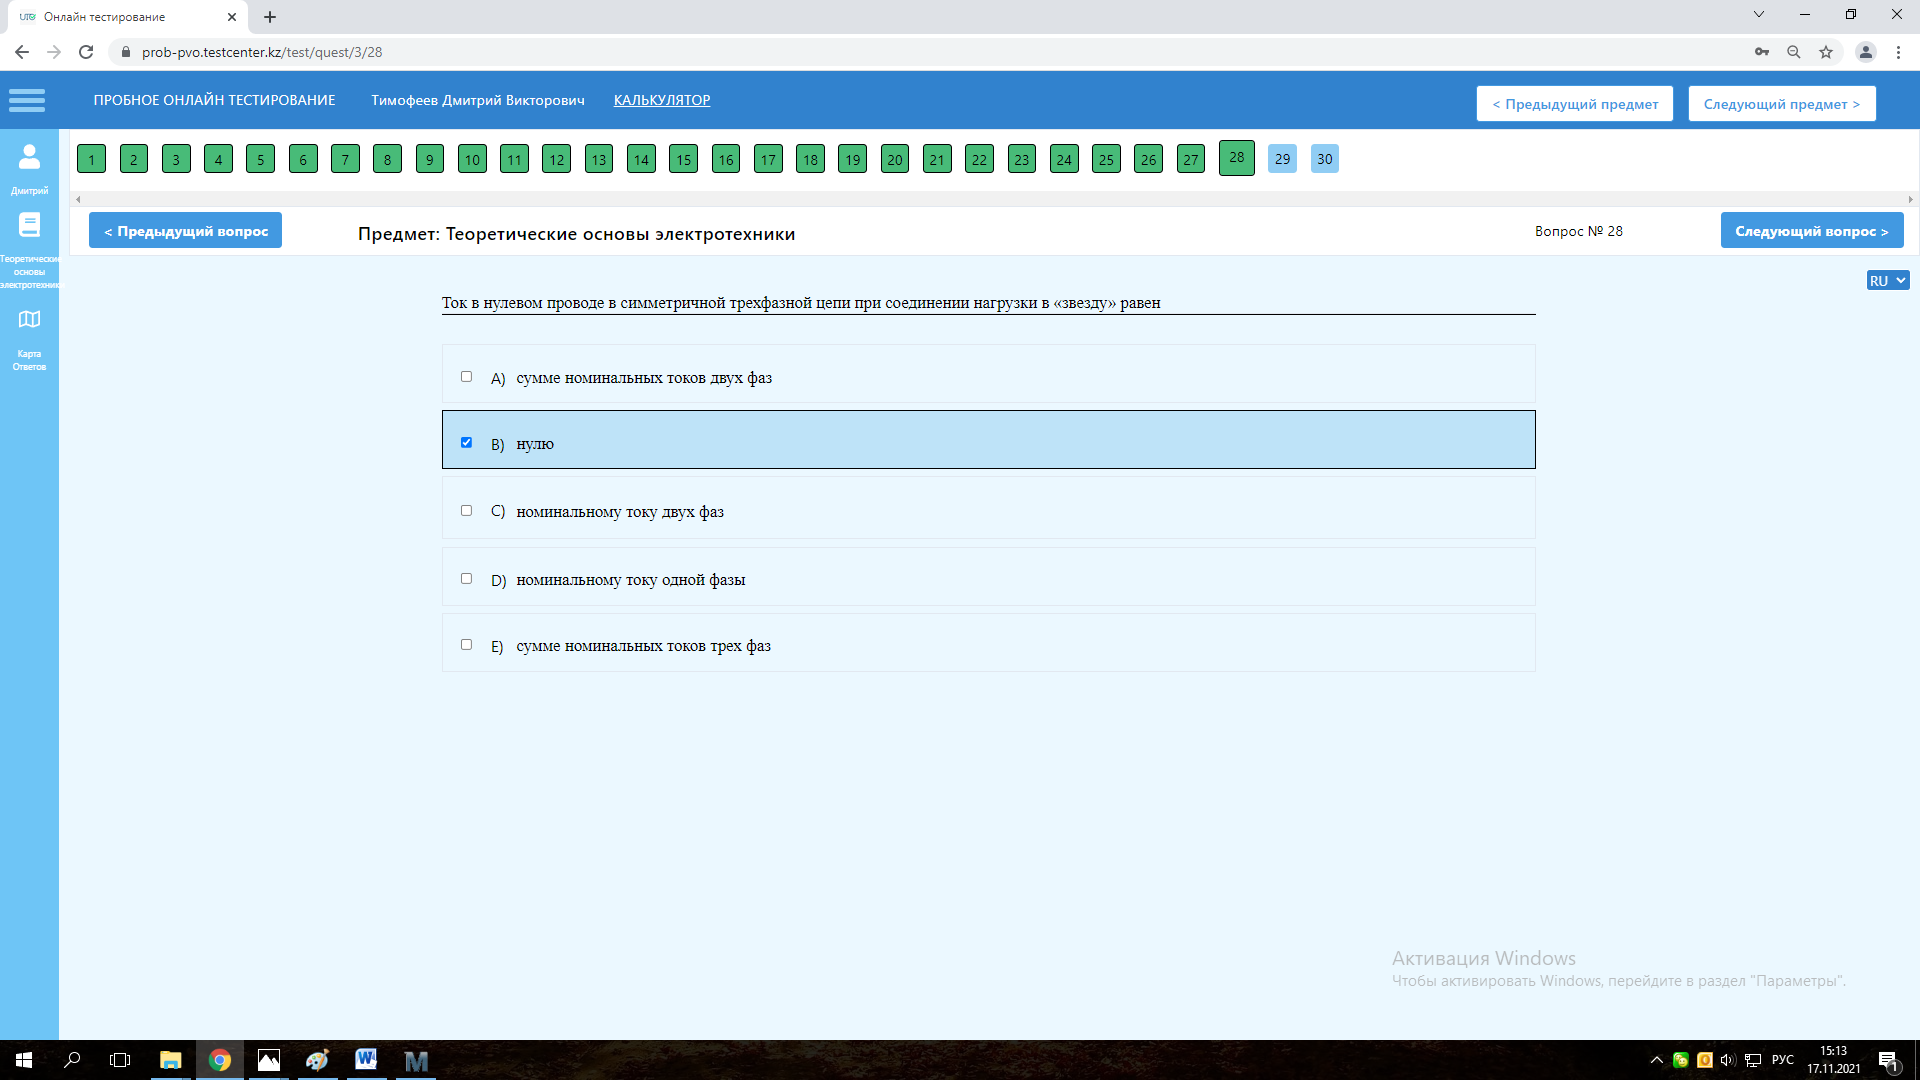 Онлайн тестирование
prob-pvo.testcenter.kz/test/quest/3/28
ПРОБНОЕ ОНЛАЙН ТЕСТИРОВАНИЕ Тимофеев Дмитрий Викторович КАЛЬКУЛЯТОР < Предыдущий предмет Следующий предмет >
1 2 3 4 5 6 7 8 9 10 11 12 13 14 15 16 17 18 19 20 21 22 23 24 25 26 27 28 29 30
Дмитрий
Теоретические
основы
электротехники
Карта
Ответов
< Предыдущий вопрос Предмет: Теоретические основы электротехники Вопрос № 28 Следующий вопрос >
RU
Ток в нулевом проводе в симметричной трехфазной цепи при соединении нагрузки в «звезду» равен
A) сумме номинальных токов двух фаз
B) нулю
C) номинальному току двух фаз
D) номинальному току одной фазы
E) сумме номинальных токов трех фаз
Активация Windows
Чтобы активировать Windows, перейдите в раздел "Параметры".
РУС
15:13
17.11.2021
1